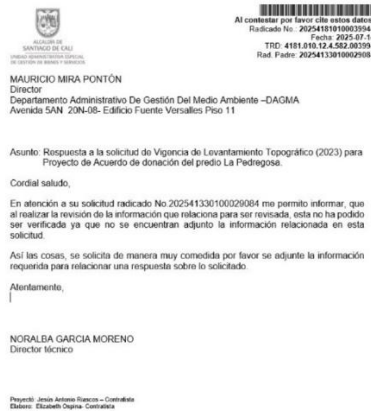 Al contestar por favor cite estos datos
Radicado No.: 20254181010003994
Fecha: 2025-07-1
TRD: 4181.010.12.4.582.00399
Rad. Padre: 20254133010002908
ALCALDÍA DE
SANTIAGO DE CALI
UNIDAD ADMINISTRATIVA ESPECIAL
DE GESTIÓN DE BIENES Y SERVICIOS
MAURICIO MIRA PONTÓN
Director
Departamento Administrativo De Gestión Del Medio Ambiente –DAGMA
Avenida 5AN 20N-08- Edificio Fuente Versalles Piso 11
Asunto: Respuesta a la solicitud de Vigencia de Levantamiento Topográfico (2023) para
Proyecto de Acuerdo de donación del predio La Pedregosa.
Cordial saludo,
En atención a su solicitud radicado No.202541330100029084 me permito informar, que
al realizar la revisión de la información que relaciona para ser revisada, esta no ha podido
ser verificada ya que no se encuentran adjunto la información relacionada en esta
solicitud.
Así las cosas, se solicita de manera muy comedida por favor se adjunte la información
requerida para relacionar una respuesta sobre lo solicitado.
Atentamente,
NORALBA GARCIA MORENO
Director técnico
Proyectó: Jesús Antonio Riascos – Contratista
Elaboro: Elizabeth Ospina- Contratista